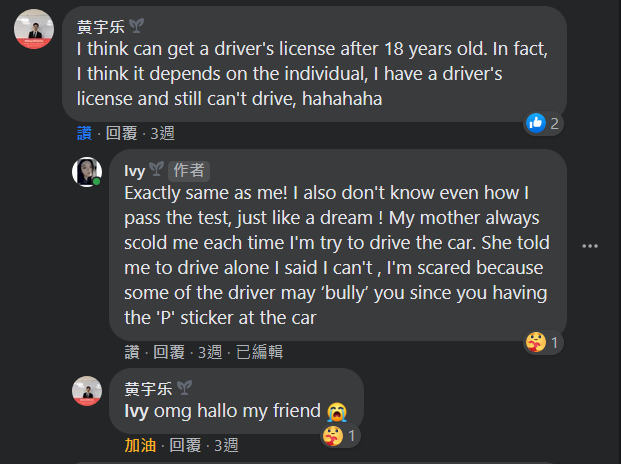 黄宇乐
I think can get a driver's license after 18 years old. In fact,
I think it depends on the individual, I have a driver's
license and still can't drive, hahahaha
2
讚 · 回覆 · 3週
Ivy 作者
Exactly same as me! I also don't know even how I
pass the test, just like a dream ! My mother always
scold me each time I'm try to drive the car. She told
me to drive alone I said I can't , I'm scared because
some of the driver may ‘bully’ you since you having
the 'P' sticker at the car
1
讚 · 回覆 · 3週 · 已編輯
黄宇乐
Ivy omg hallo my friend 😭
1
加油 · 回覆 · 3週